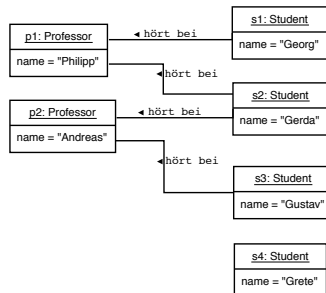 s1: Student
name = "Georg"
p1: Professor
name = "Philipp"
◄ hört bei
◄ hört bei
s2: Student
name = "Gerda"
p2: Professor
name = "Andreas"
◄ hört bei
◄ hört bei
s3: Student
name = "Gustav"
s4: Student
name = "Grete"